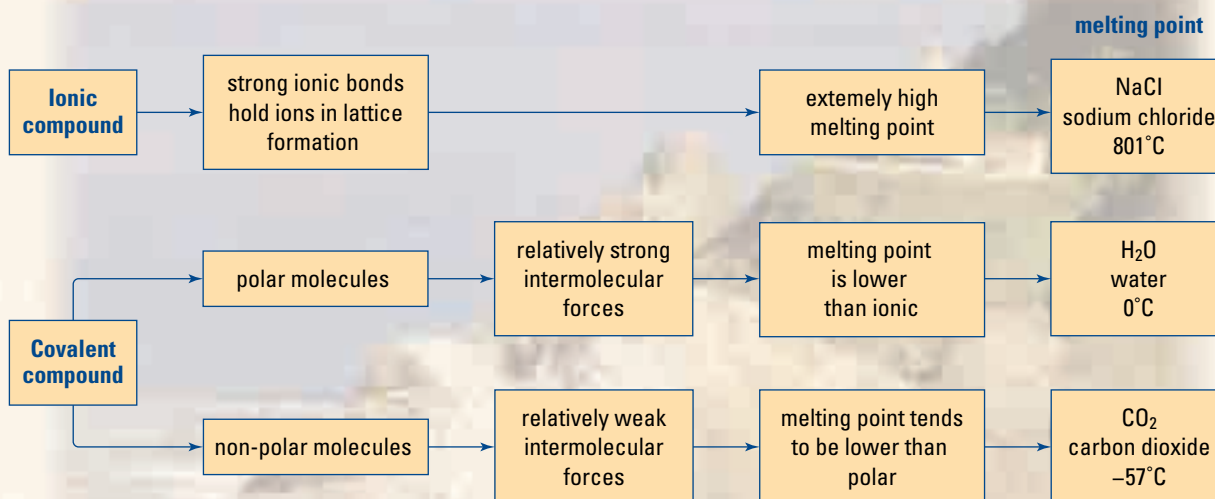 melting point
Ionic
compound
strong ionic bonds
hold ions in lattice
formation
extemely high
melting point
NaCl
sodium chloride
801˚C
Covalent
compound
polar molecules
relatively strong
intermolecular
forces
melting point
is lower
than ionic
H₂O
water
0˚C
non-polar molecules
relatively weak
intermolecular
forces
melting point tends
to be lower than
polar
CO₂
carbon dioxide
–57˚C